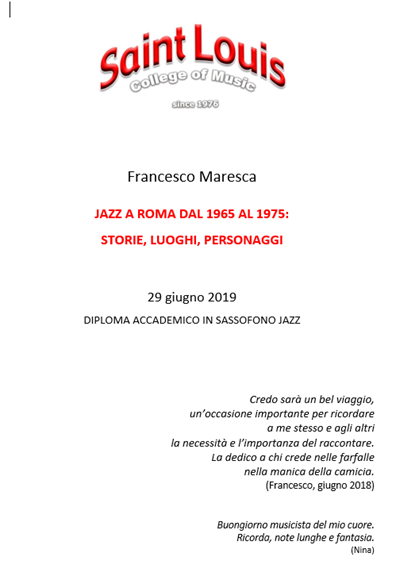 Saint Louis
College of Music
since 1976
Francesco Maresca
JAZZ A ROMA DAL 1965 AL 1975:
STORIE, LUOGHI, PERSONAGGI
29 giugno 2019
DIPLOMA ACCADEMICO IN SASSOFONO JAZZ
Credo sarà un bel viaggio,
un’occasione importante per ricordare
a me stesso e agli altri
la necessità e l’importanza del raccontare.
La dedico a chi crede nelle farfalle
nella manica della camicia.
(Francesco, giugno 2018)
Buongiorno musicista del mio cuore.
Ricorda, note lunghe e fantasia.
(Nina)